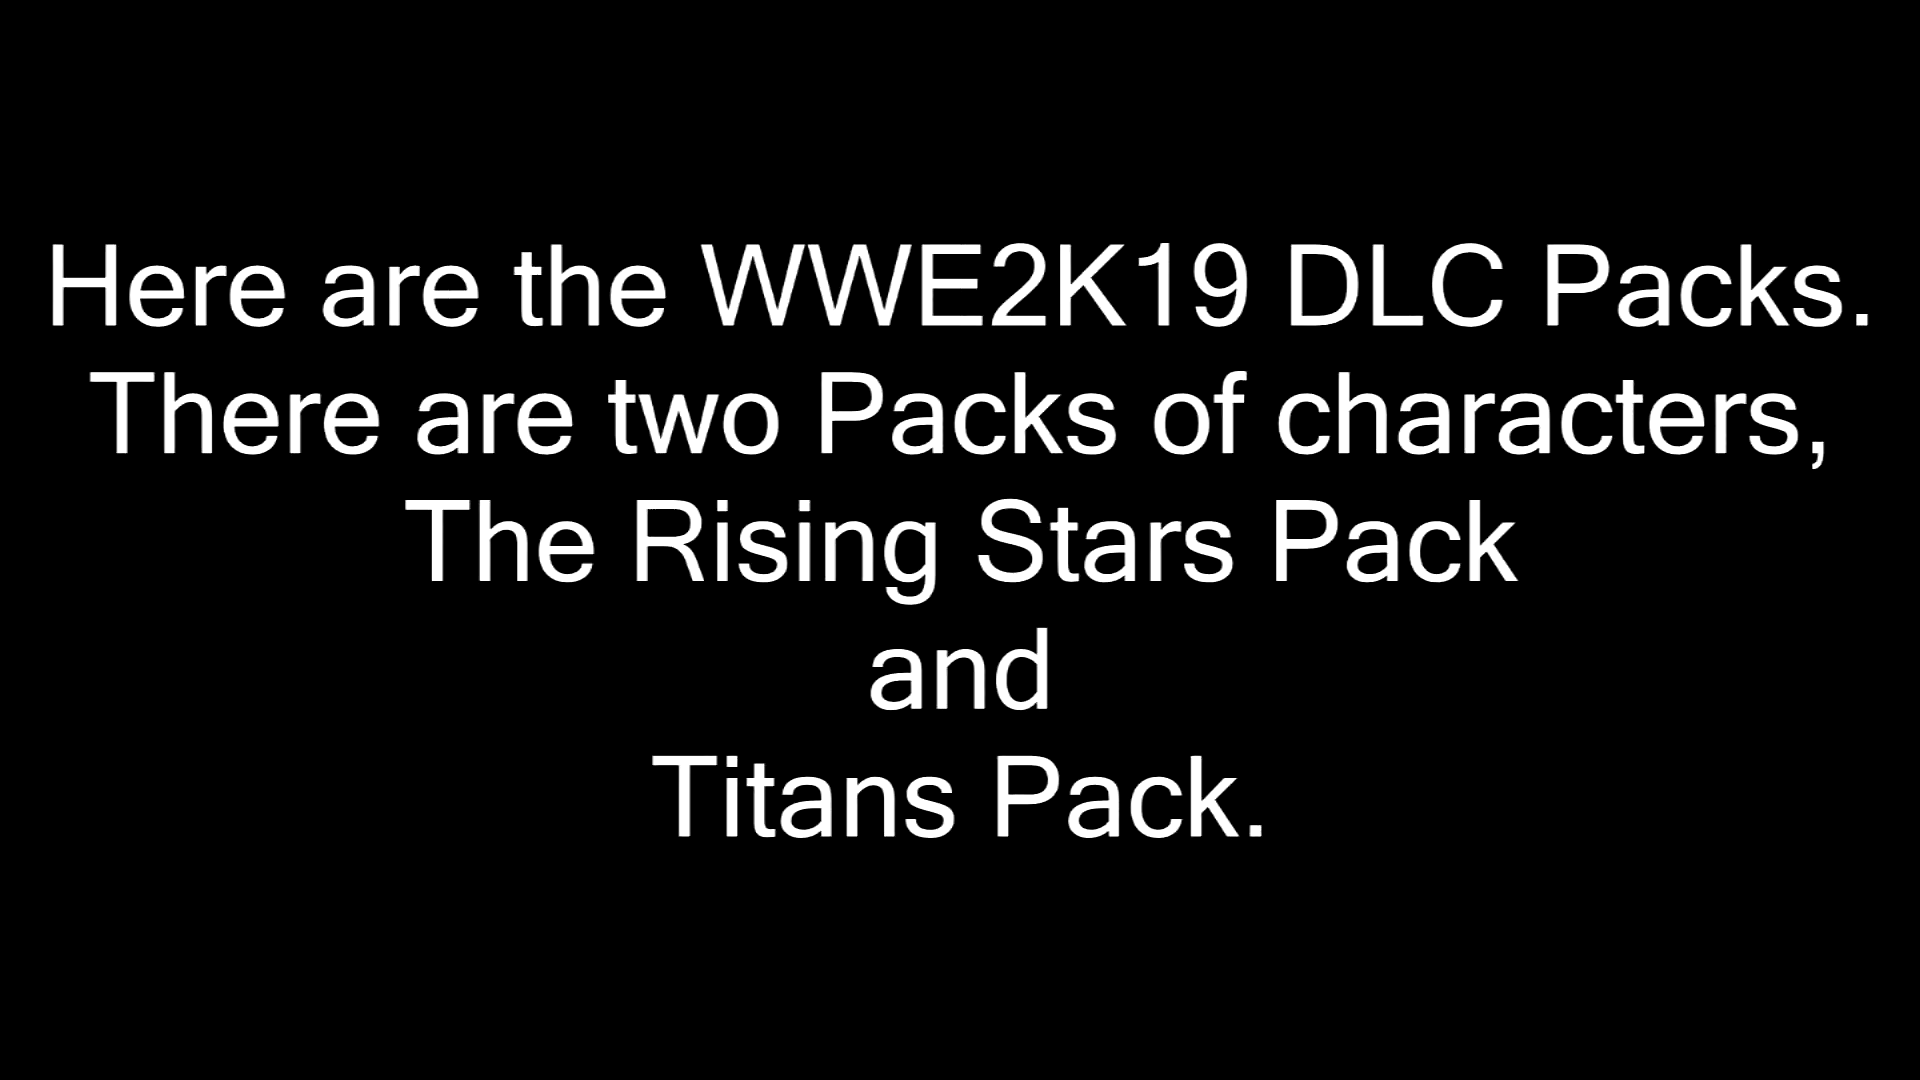 Here are the WWE2K19 DLC Packs.
There are two Packs of characters,
The Rising Stars Pack
and
Titans Pack.